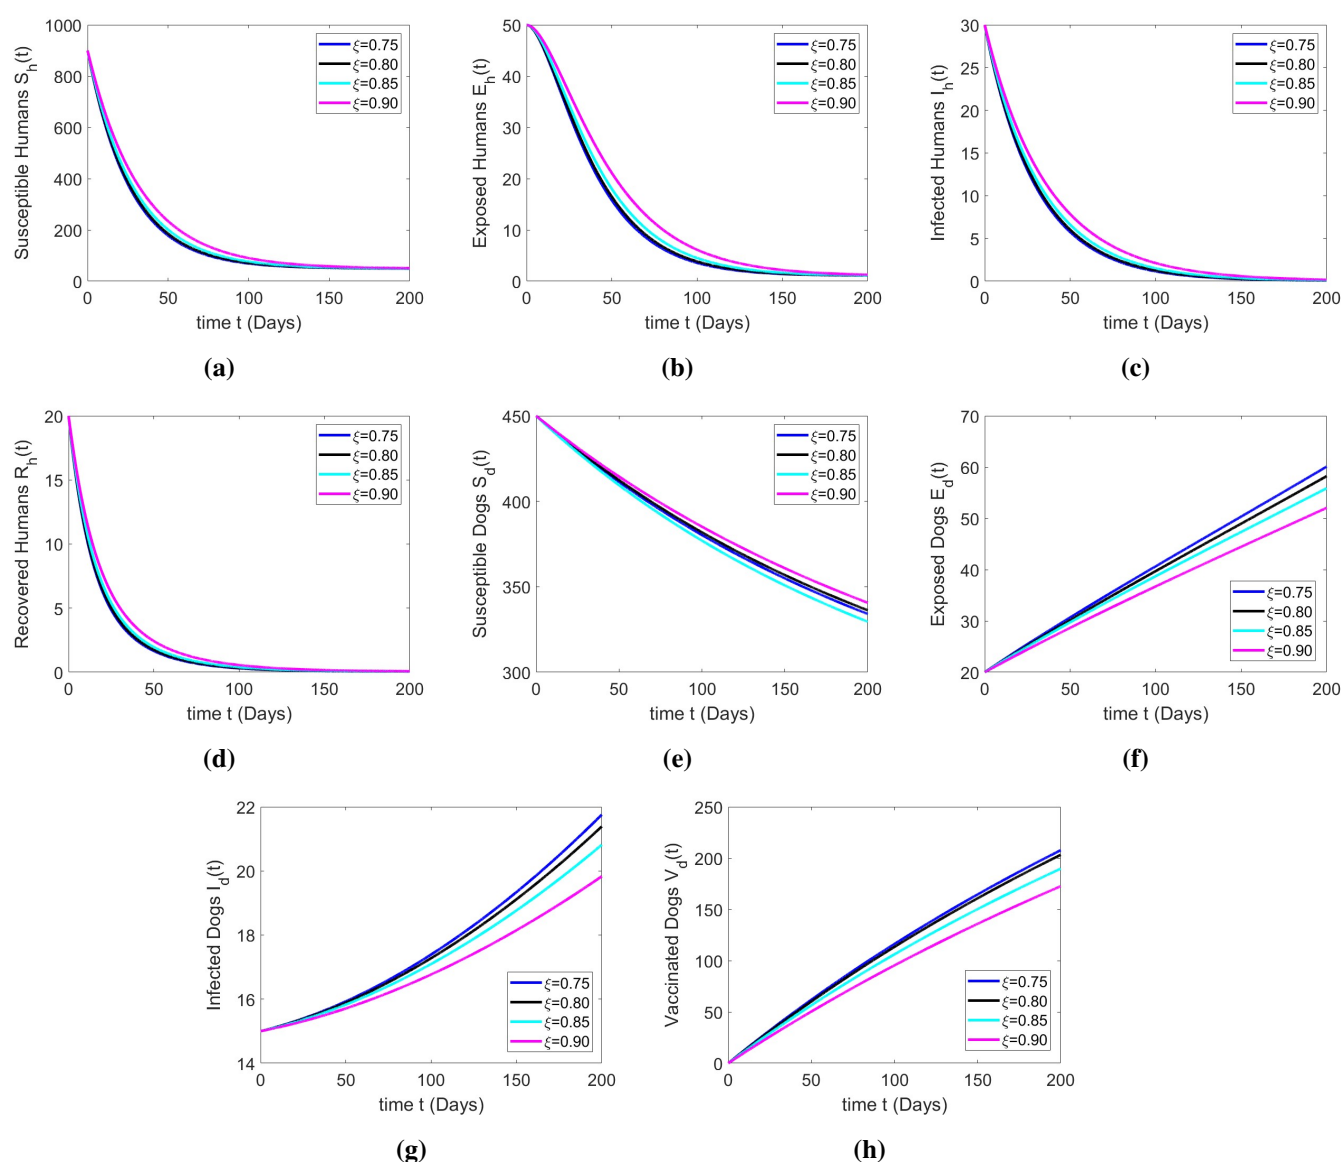 Susceptible Humans S_h(t)
1000
800
600
400
200
0
ξ=0.75
ξ=0.80
ξ=0.85
ξ=0.90
0 50 100 150 200
time t (Days)
(a)
Exposed Humans E_h(t)
50
40
30
20
10
0
ξ=0.75
ξ=0.80
ξ=0.85
ξ=0.90
0 50 100 150 200
time t (Days)
(b)
Infected Humans I_h(t)
30
25
20
15
10
5
0
ξ=0.75
ξ=0.80
ξ=0.85
ξ=0.90
0 50 100 150 200
time t (Days)
(c)
Recovered Humans R_h(t)
20
15
10
5
0
ξ=0.75
ξ=0.80
ξ=0.85
ξ=0.90
0 50 100 150 200
time t (Days)
(d)
Susceptible Dogs S_d(t)
450
400
350
300
ξ=0.75
ξ=0.80
ξ=0.85
ξ=0.90
0 50 100 150 200
time t (Days)
(e)
Exposed Dogs E_d(t)
70
60
50
40
30
20
ξ=0.75
ξ=0.80
ξ=0.85
ξ=0.90
0 50 100 150 200
time t (Days)
(f)
Infected Dogs I_d(t)
22
20
18
16
14
ξ=0.75
ξ=0.80
ξ=0.85
ξ=0.90
0 50 100 150 200
time t (Days)
(g)
Vaccinated Dogs V_d(t)
250
200
150
100
50
0
ξ=0.75
ξ=0.80
ξ=0.85
ξ=0.90
0 50 100 150 200
time t (Days)
(h)